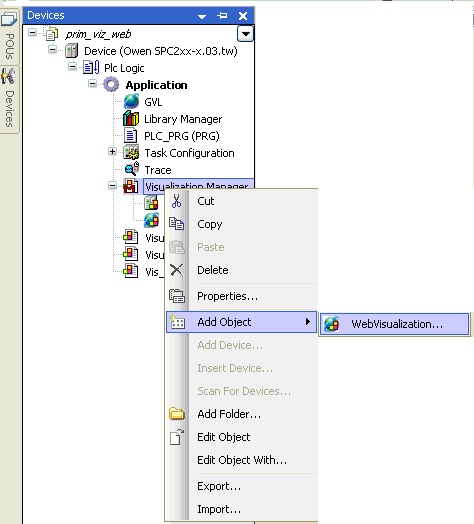 Devices
POUs
Devices
prim_viz_web
Device (Owen SPC2xx-x.03.tw)
Plc Logic
Application
GVL
Library Manager
PLC_PRG (PRG)
Task Configuration
Trace
Visualization Manager
Visu
Visu
Vis_
Cut
Copy
Paste
Delete
Properties...
Add Object
WebVisualization...
Add Device...
Insert Device...
Scan For Devices...
Add Folder...
Edit Object
Edit Object With...
Export...
Import...